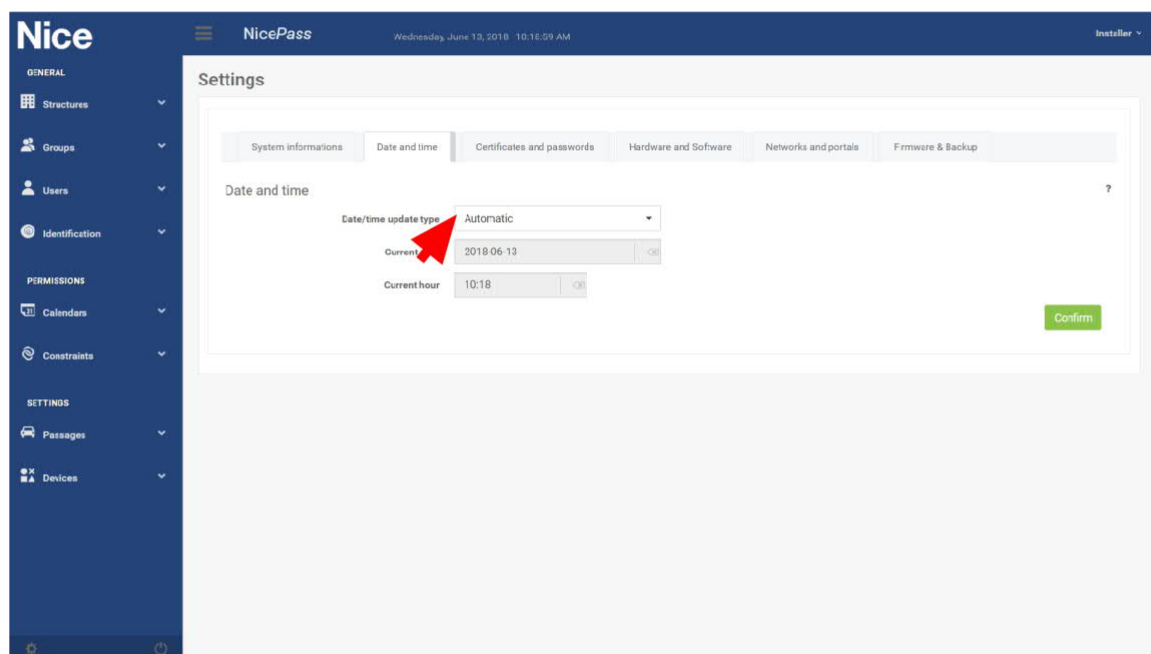 Nice
NicePass
Wednesday, June 13, 2018 10:18:59 AM
Installer
GENERAL
Structures
Groups
Users
Identification
PERMISSIONS
Calendars
Constraints
SETTINGS
Passages
Devices
Settings
System informations
Date and time
Certificates and passwords
Hardware and Software
Networks and portals
Firmware & Backup
Date and time
?
Date/time update type
Automatic
Current
2018-06-13
Current hour
10:18
Confirm